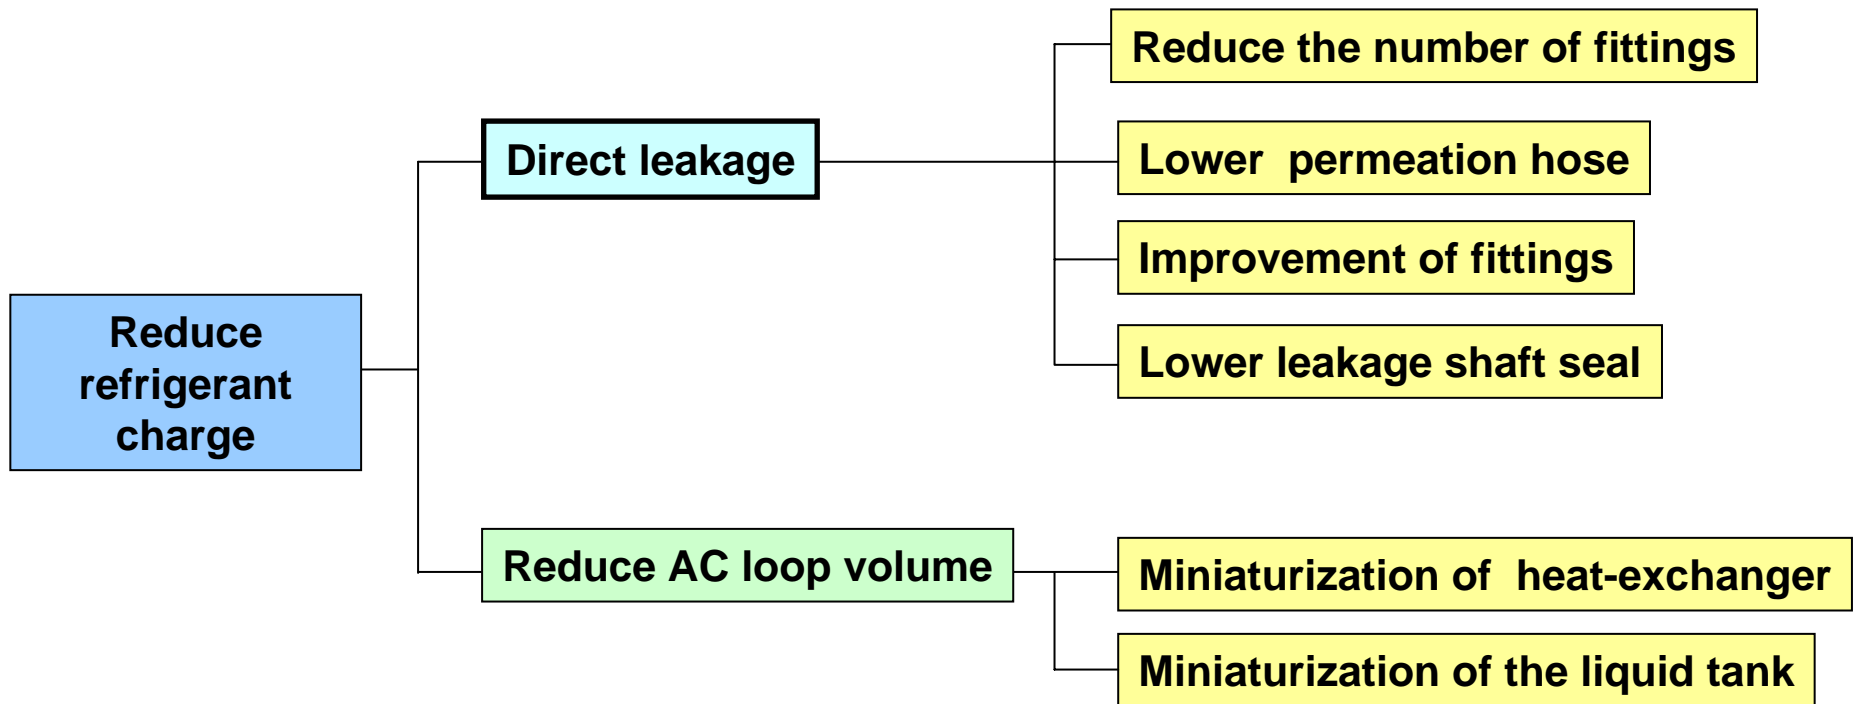 Reduce the number of fittings
Direct leakage
Lower  permeation hose
Improvement of fittings
Reduce
refrigerant
charge
Lower leakage shaft seal
Reduce AC loop volume
Miniaturization of  heat-exchanger
Miniaturization of the liquid tank